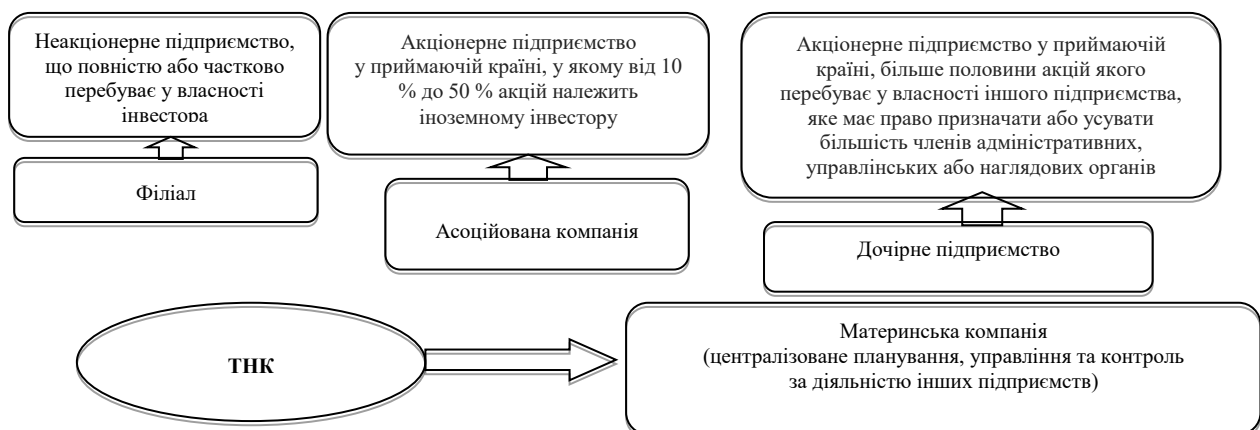 Неакціонерне підприємство,
що повністю або частково
перебуває у власності
інвестора
Філіал
Акціонерне підприємство
у приймаючій країні, у якому від 10
% до 50 % акцій належить
іноземному інвестору
Асоційована компанія
Акціонерне підприємство у приймаючій
країні, більше половини акцій якого
перебуває у власності іншого підприємства,
яке має право призначати або усувати
більшість членів адміністративних,
управлінських або наглядових органів
Дочірнє підприємство
ТНК
Материнська компанія
(централізоване планування, управління та контроль
за діяльністю інших підприємств)